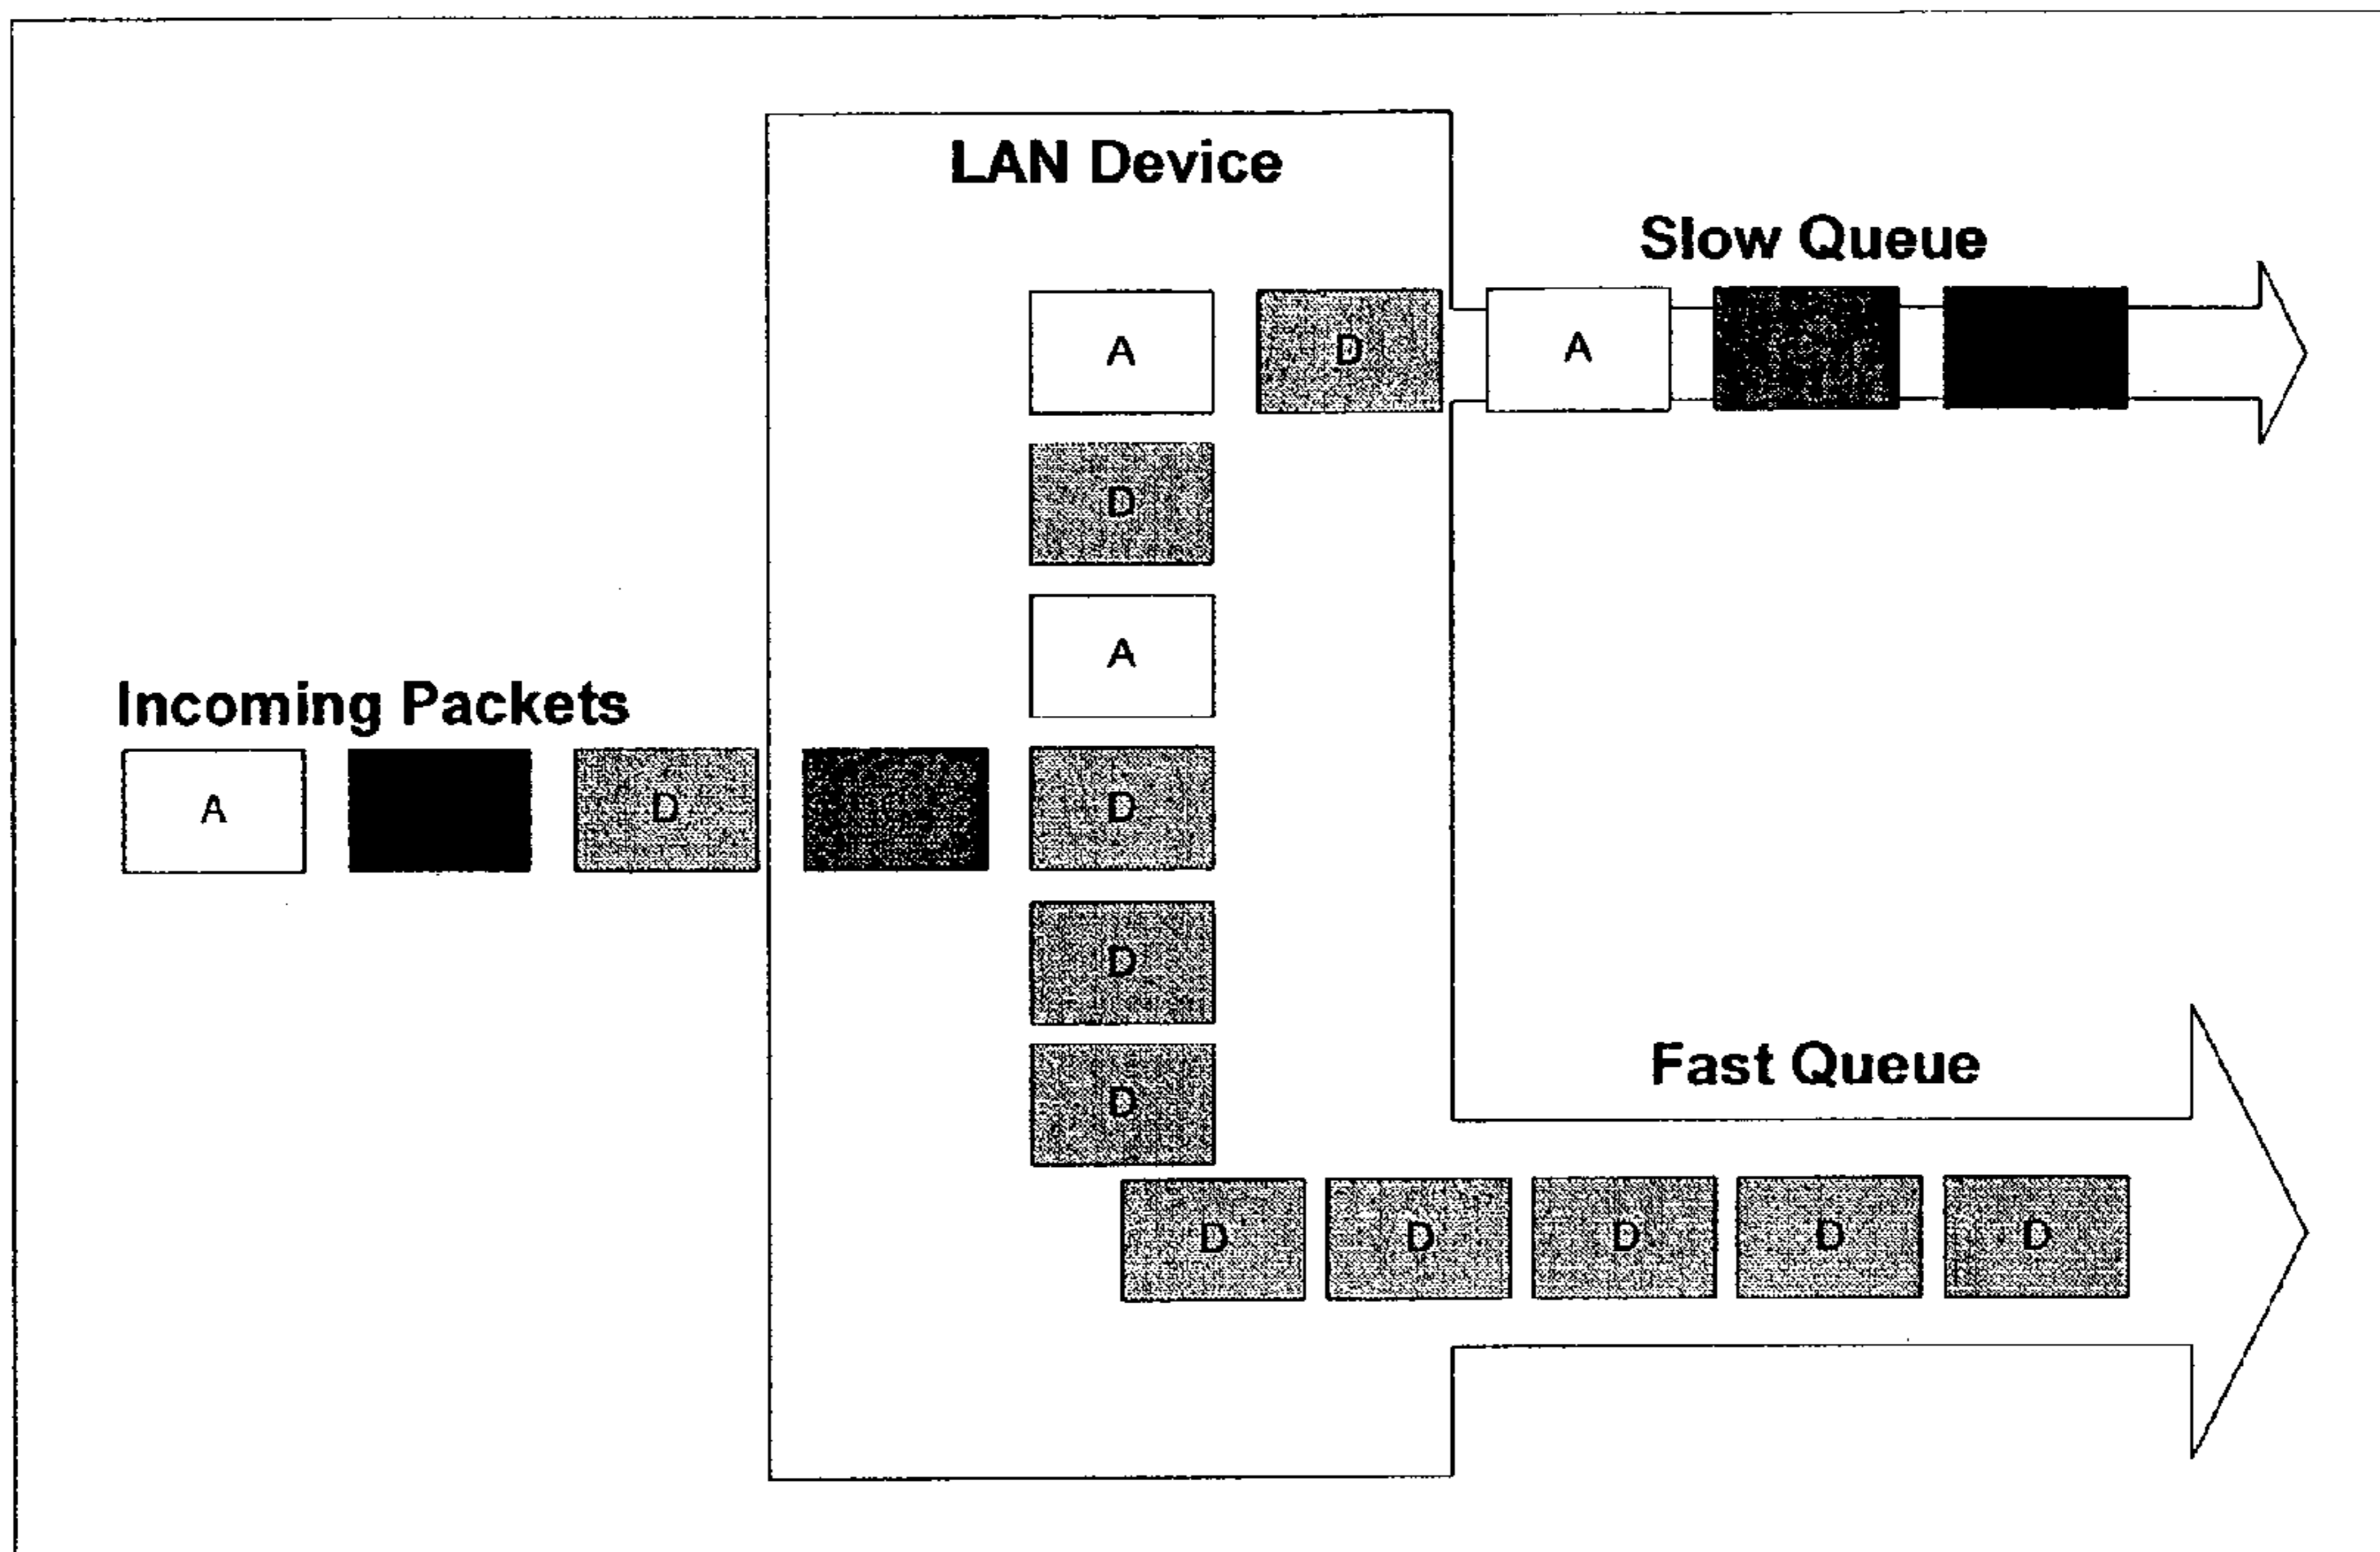 LAN Device
Slow Queue
A D A
D
A
Incoming Packets
A D D
D
Fast Queue
D
D D D D D